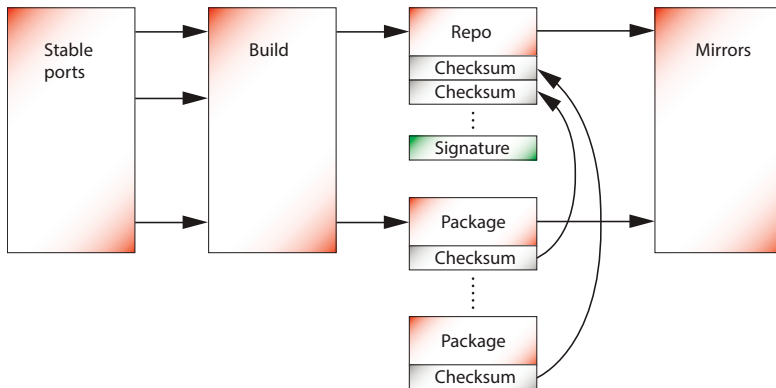 Stable
ports
Build
Repo
Checksum
Checksum
Signature
Package
Checksum
Package
Checksum
Mirrors